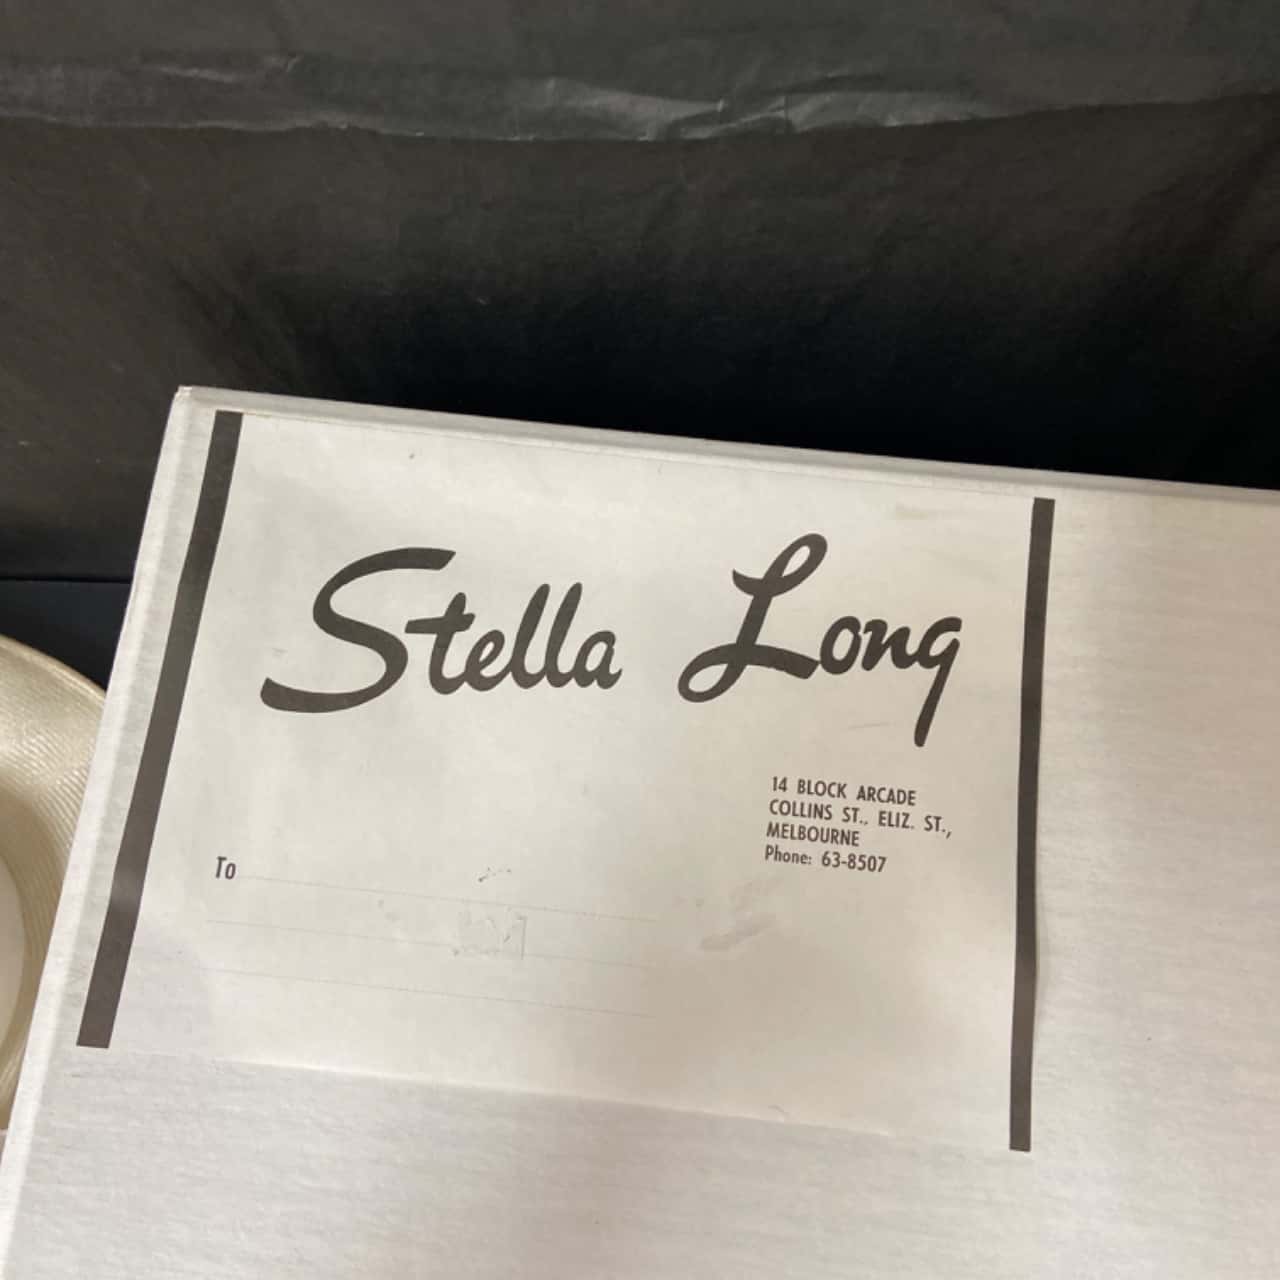 Stella Long
14 BLOCK ARCADE
COLLINS ST., ELIZ. ST.,
MELBOURNE
Phone: 63-8507
To